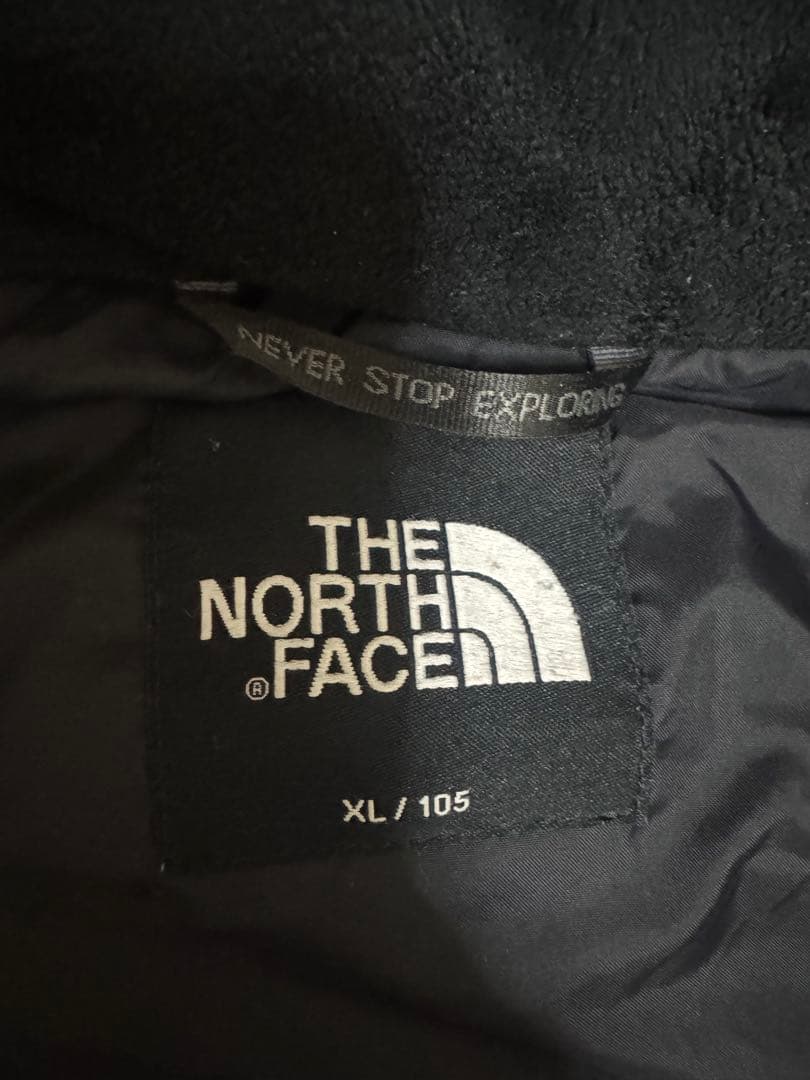 NEVER STOP EXPLORING
THE
NORTH
®FACE
XL / 105